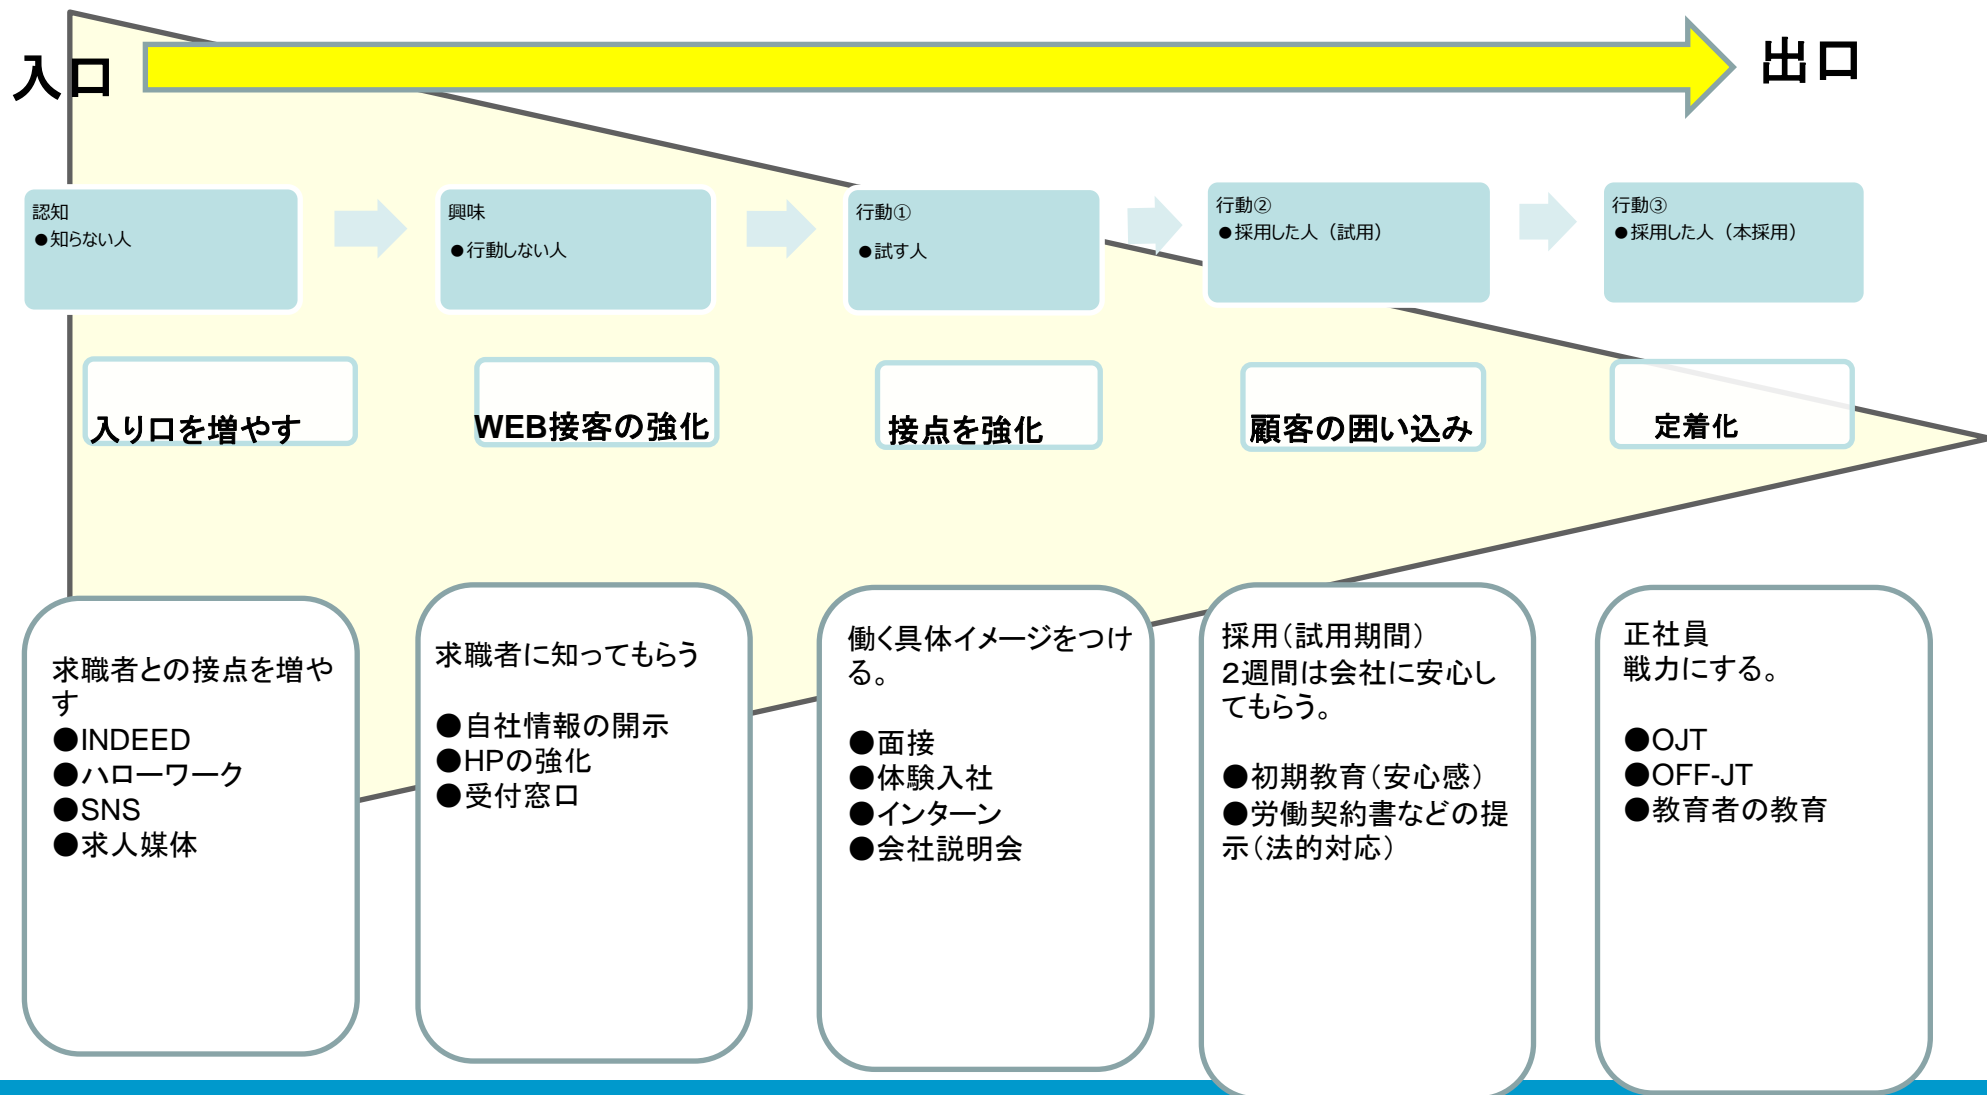 入口
出口
認知
●知らない人
興味
●行動しない人
行動①
●試す人
行動②
●採用した人（試用）
行動③
●採用した人（本採用）
入り口を増やす
WEB接客の強化
接点を強化
顧客の囲い込み
定着化
求職者との接点を増や
す
●INDEED
●ハローワーク
●SNS
●求人媒体
求職者に知ってもらう
●自社情報の開示
●HPの強化
●受付窓口
働く具体イメージをつけ
る。
●面接
●体験入社
●インターン
●会社説明会
採用（試用期間）
２週間は会社に安心し
てもらう。
●初期教育（安心感）
●労働契約書などの提
示（法的対応）
正社員
戦力にする。
●OJT
●OFF-JT
●教育者の教育